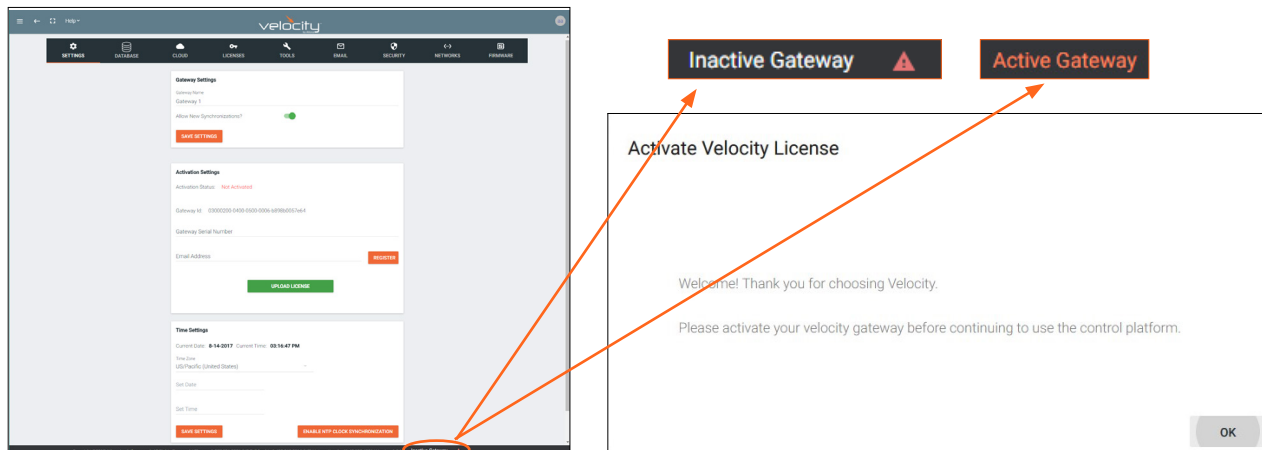 Help
velocity
SETTINGS DATABASE CLOUD LICENSES TOOLS EMAIL SECURITY NETWORKS FIRMWARE
Gateway Settings
Gateway Name
Gateway 1
Allow New Synchronizations?
SAVE SETTINGS
Activation Settings
Activation Status: Not Activated
Gateway Id:
Gateway Serial Number
Email Address
REGISTER
UPLOAD LICENSE
Time Settings
Current Date: 8-14-2017 Current Time: 03:16:47 PM
Time Zone
US/Pacific (United States)
Set Date
Set Time
SAVE SETTINGS ENABLE NTP CLOCK SYNCHRONIZATION
Inactive Gateway
Inactive Gateway
Active Gateway
Activate Velocity License
Welcome! Thank you for choosing Velocity.
Please activate your velocity gateway before continuing to use the control platform.
OK